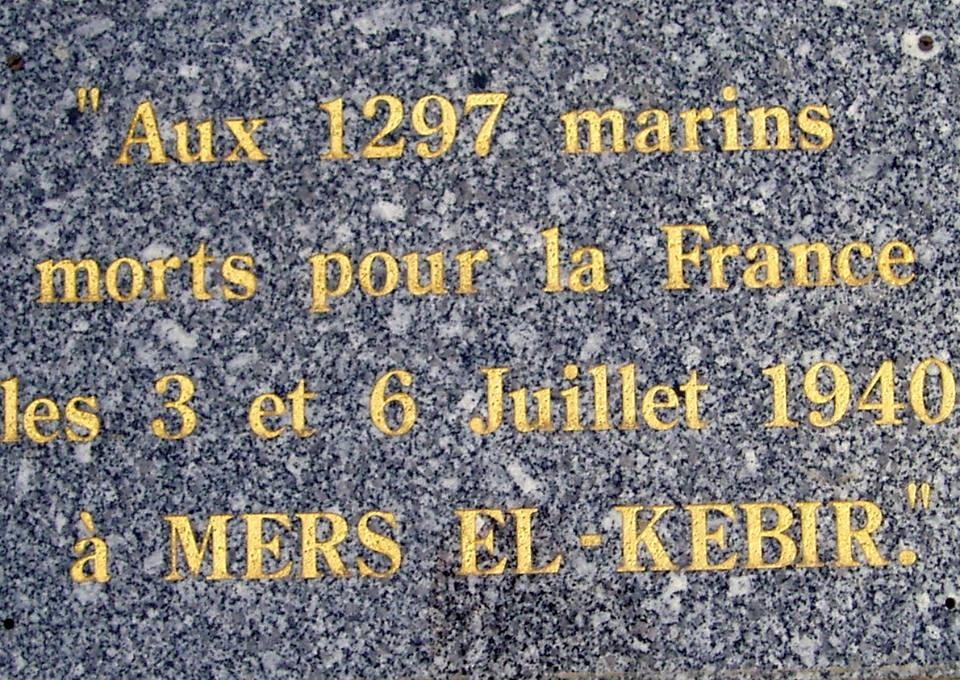 "Aux 1297 marins
morts pour la France
les 3 et 6 Juillet 1940
à MERS EL-KEBIR."